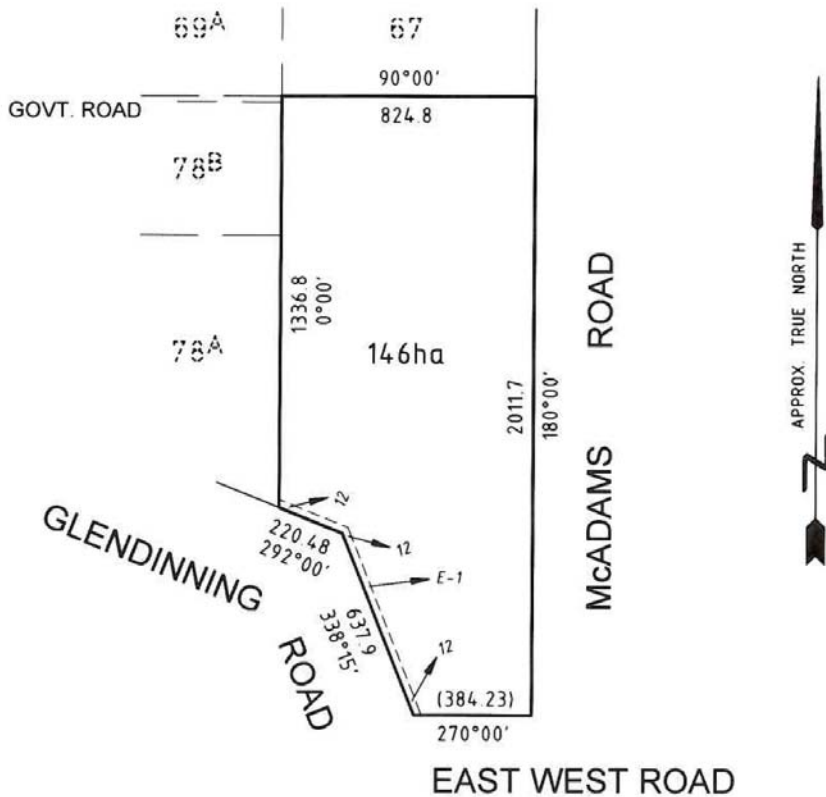 69A 67
90°00'
GOVT. ROAD
824.8
78B
1336.8
0°00'
ROAD
APPROX. TRUE NORTH
78A
146ha
2011.7
180°00'
McADAMS
12
220.48
292°00'
12
GLENDINNING
E-1
637.9
338°15'
12
ROAD
(384.23)
270°00'
EAST WEST ROAD